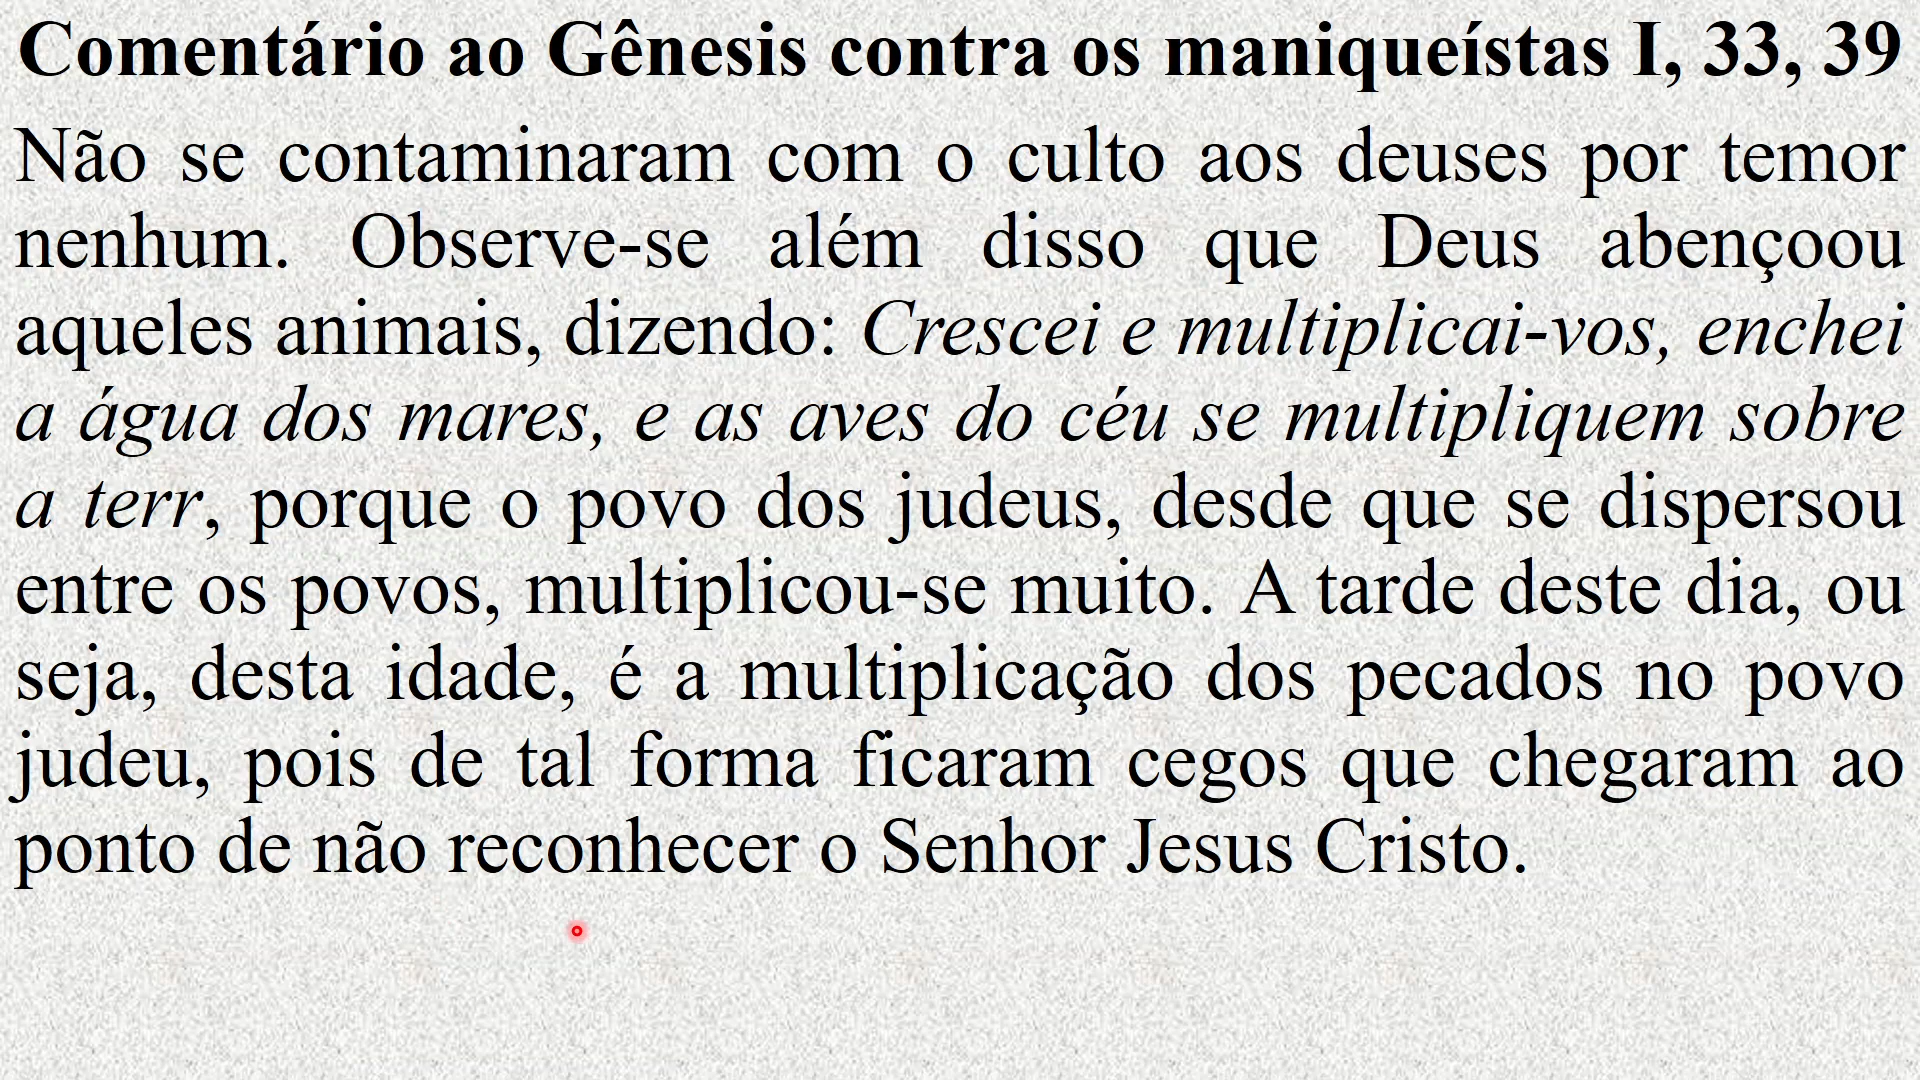 Comentário ao Gênesis contra os maniqueístas I, 33, 39
Não se contaminaram com o culto aos deuses por temor
nenhum. Observe-se além disso que Deus abençoou
aqueles animais, dizendo: Crescei e multiplicai-vos, enchei
a água dos mares, e as aves do céu se multipliquem sobre
a terr, porque o povo dos judeus, desde que se dispersou
entre os povos, multiplicou-se muito. A tarde deste dia, ou
seja, desta idade, é a multiplicação dos pecados no povo
judeu, pois de tal forma ficaram cegos que chegaram ao
ponto de não reconhecer o Senhor Jesus Cristo.